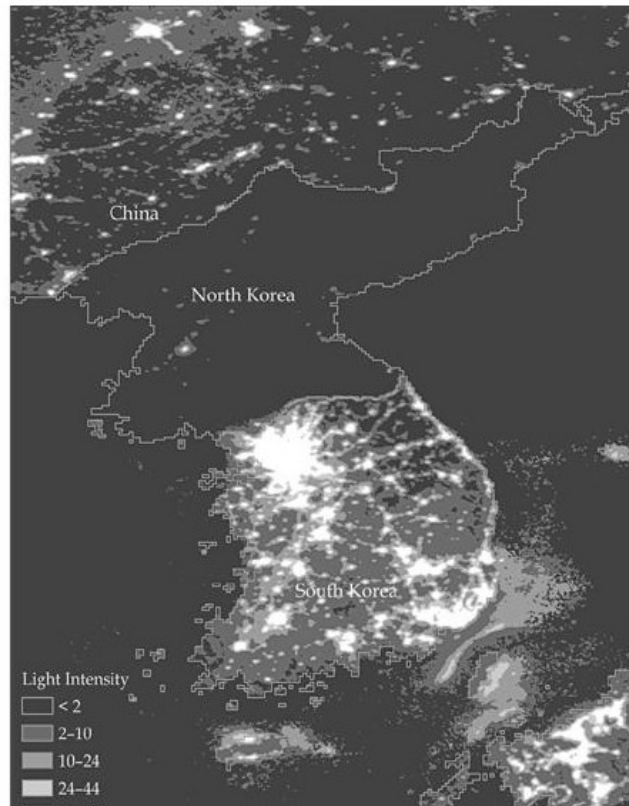 China
North Korea
South Korea
Light Intensity
< 2
2–10
10–24
24–44